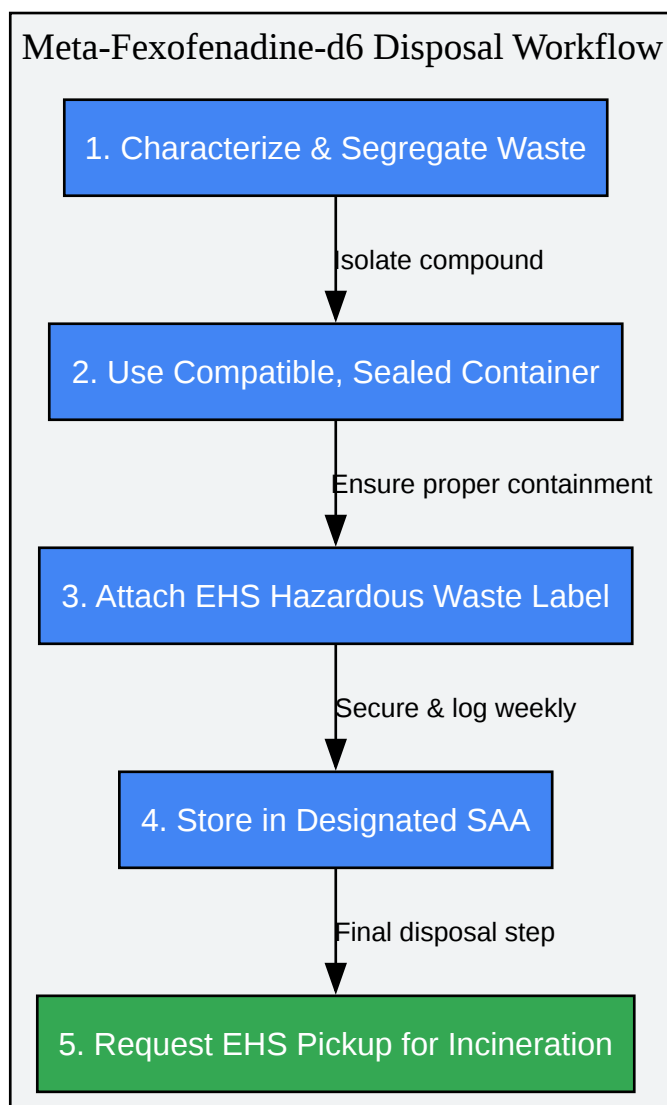 Meta-Fexofenadine-d6 Disposal Workflow
1. Characterize & Segregate Waste
Isolate compound
2. Use Compatible, Sealed Container
Ensure proper containment
3. Attach EHS Hazardous Waste Label
Secure & log weekly
4. Store in Designated SAA
Final disposal step
5. Request EHS Pickup for Incineration